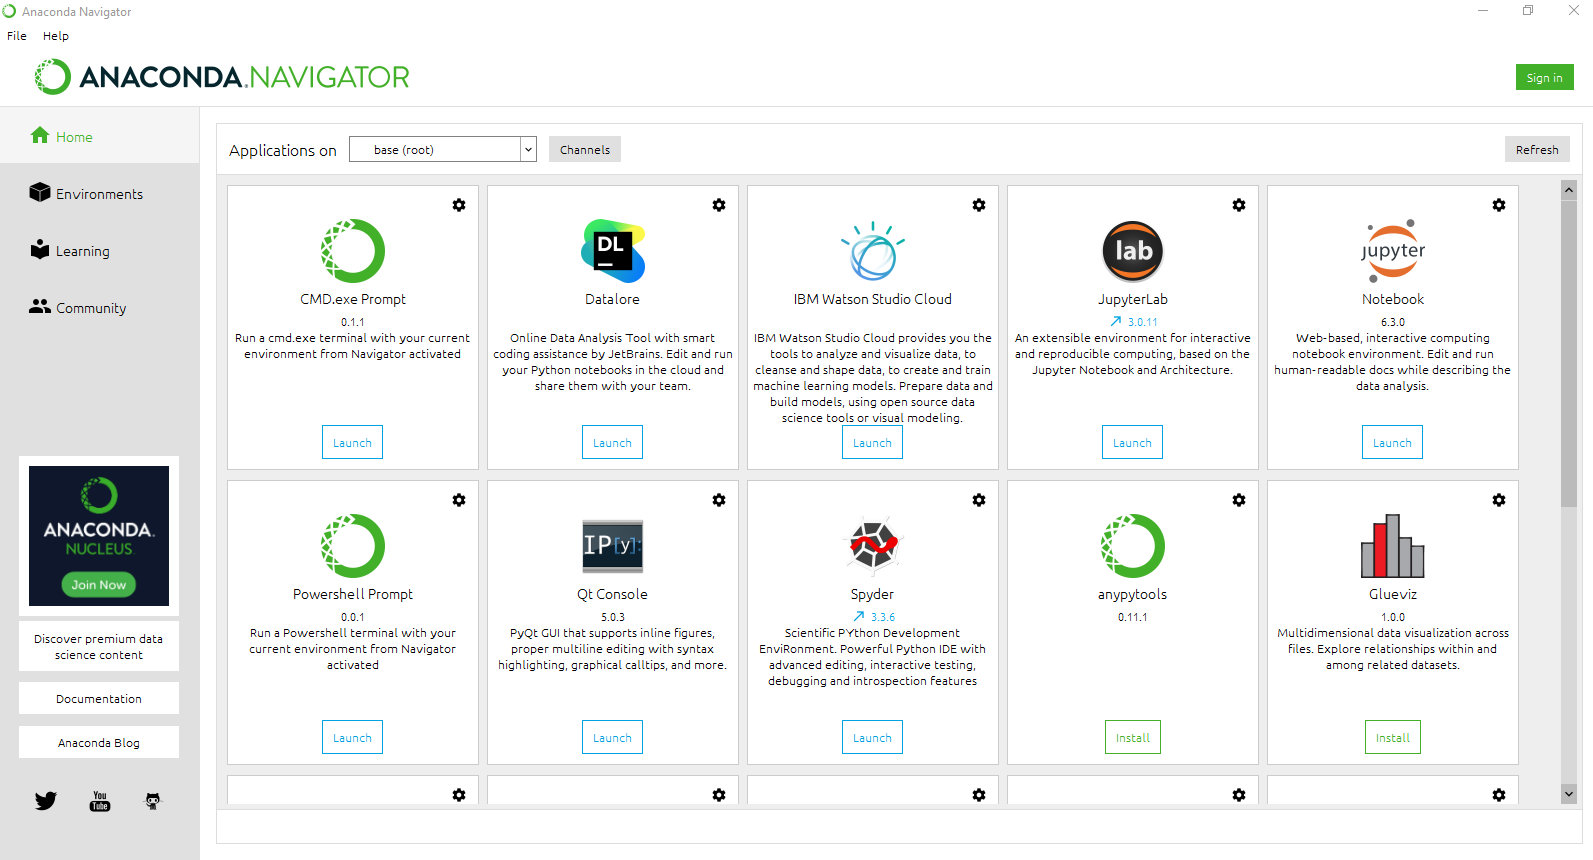 Anaconda Navigator
File Help
ANACONDA.NAVIGATOR
Sign in
Home
Environments
Learning
Community
ANACONDA.
NUCLEUS
Join Now
Discover premium data
science content
Documentation
Anaconda Blog
You
Tube
Applications on
base (root)
Channels
Refresh
CMD.exe Prompt
0.1.1
Run a cmd.exe terminal with your current
environment from Navigator activated
Launch
DL
Datalore
Online Data Analysis Tool with smart
coding assistance by JetBrains. Edit and run
your Python notebooks in the cloud and
share them with your team.
Launch
IBM Watson Studio Cloud
IBM Watson Studio Cloud provides you the
tools to analyze and visualize data, to
cleanse and shape data, to create and train
machine learning models. Prepare data and
build models, using open source data
science tools or visual modeling.
Launch
lab
JupyterLab
3.0.11
An extensible environment for interactive
and reproducible computing, based on the
Jupyter Notebook and Architecture.
Launch
jupyter
Notebook
6.3.0
Web-based, interactive computing
notebook environment. Edit and run
human-readable docs while describing the
data analysis.
Launch
Powershell Prompt
0.0.1
Run a Powershell terminal with your
current environment from Navigator
activated
Launch
IP[y]:
Qt Console
5.0.3
PyQt GUI that supports inline figures,
proper multiline editing with syntax
highlighting, graphical calltips, and more.
Launch
Spyder
3.3.6
Scientific PYthon Development
EnviRonment. Powerful Python IDE with
advanced editing, interactive testing,
debugging and introspection features
Launch
anypytools
0.11.1
Install
Glueviz
1.0.0
Multidimensional data visualization across
files. Explore relationships within and
among related datasets.
Install